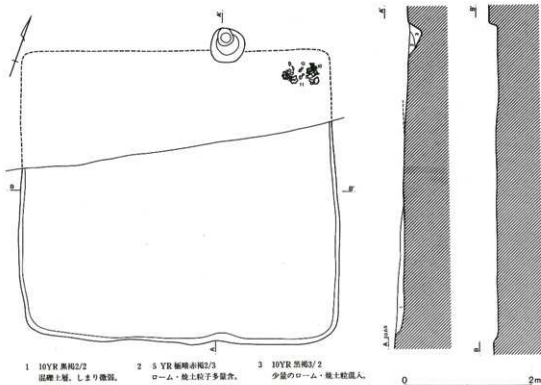 A'
B
B'
A
A'
B'
A
B
1 10YR 黒褐2/2
混礫土層、しまり微弱。
2 5 YR 極暗赤褐2/3
ローム・焼土粒子多量含。
3 10YR 黒褐3/2
少量のローム・焼土粒混入。
0 2m